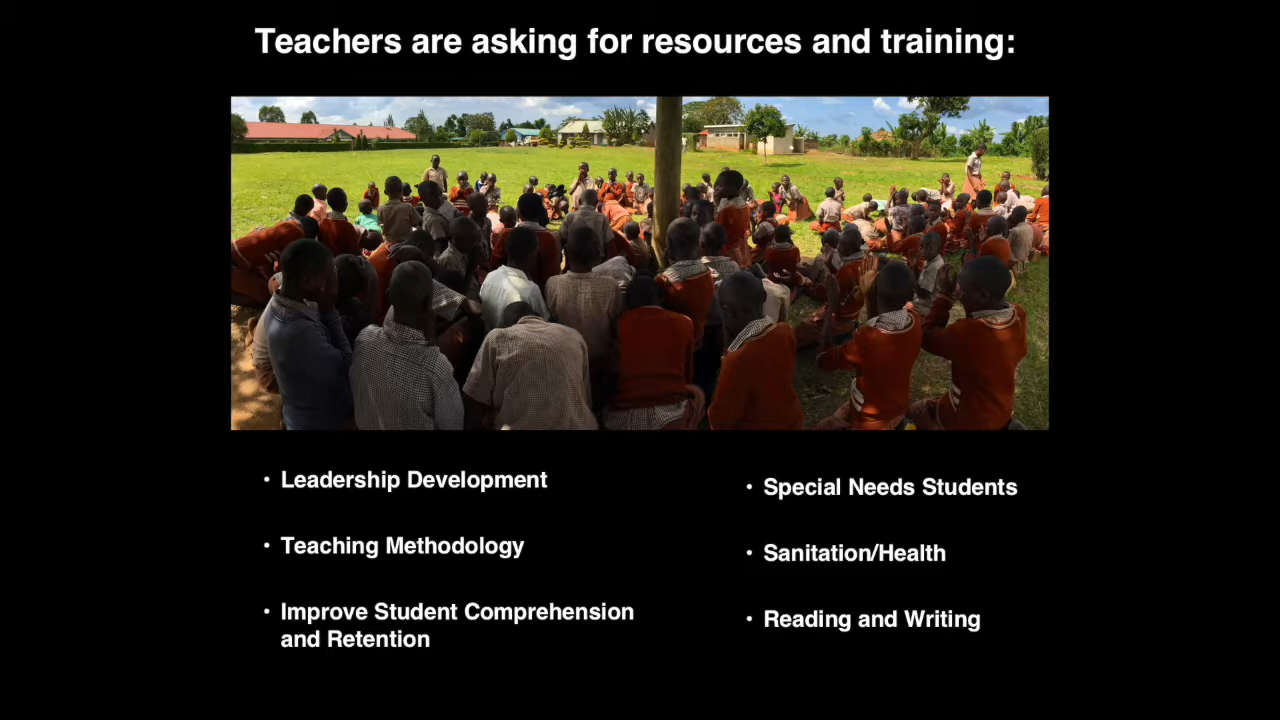 Teachers are asking for resources and training:
• Leadership Development
• Teaching Methodology
• Improve Student Comprehension
and Retention
• Special Needs Students
• Sanitation/Health
• Reading and Writing